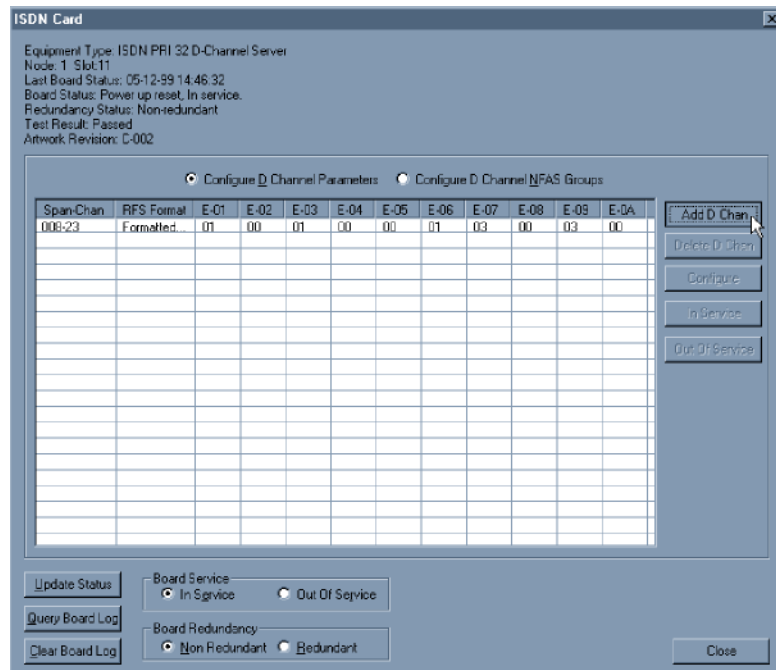 ISDN Card
Equipment Type: ISDN PRI 32 D-Channel Server
Node: 1 Slot:11
Last Board Status: 05-12-99 14:46:32
Board Status: Power up reset, In service.
Redundancy Status: Non-redundant
Test Result: Passed
Artwork Revision: C-002
Configure D Channel Parameters Configure D Channel NFAS Groups
Span-Chan RFS Format E-01 E-02 E-03 E-04 E-05 E-06 E-07 E-08 E-09 E-0A
008-23 Formatted... 01 00 01 00 00 01 03 00 03 00
Add D Chan
Delete D Chan
Configure
In Service
Out Of Service
Update Status
Query Board Log
Clear Board Log
Board Service
In Service Out Of Service
Board Redundancy
Non Redundant Redundant
Close